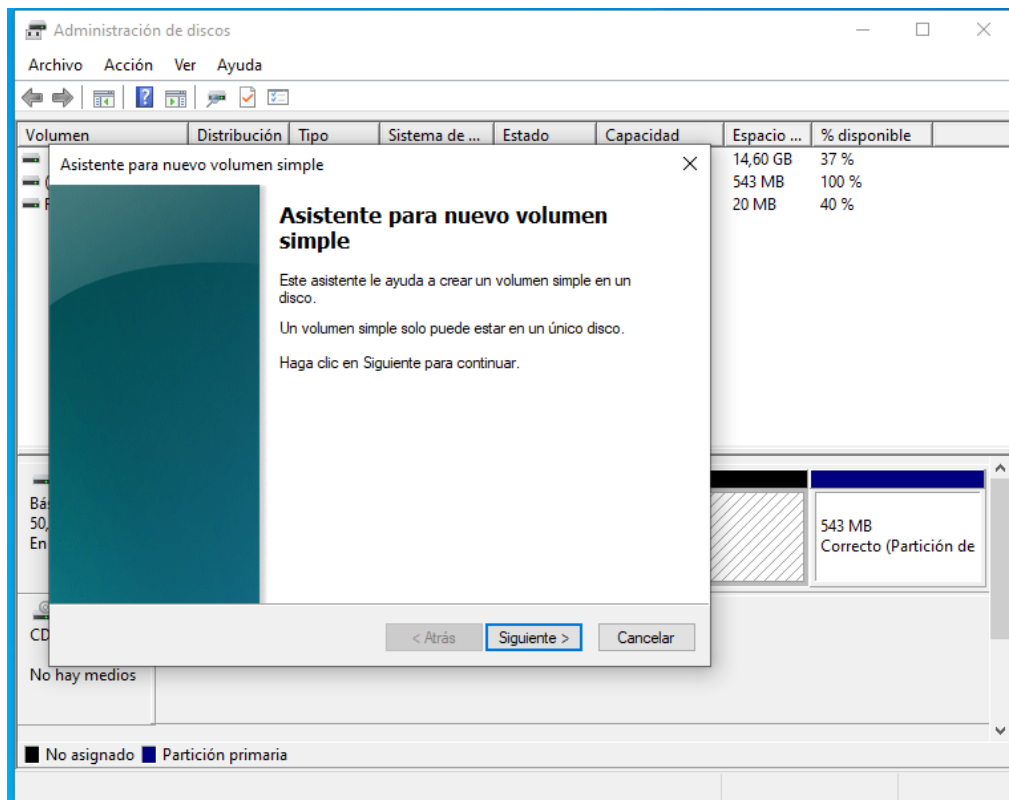 Administración de discos
Archivo Acción Ver Ayuda
Volumen Distribución Tipo Sistema de ... Estado Capacidad Espacio ... % disponible
14,60 GB 37 %
543 MB 100 %
20 MB 40 %
Asistente para nuevo volumen simple
Asistente para nuevo volumen
simple
Este asistente le ayuda a crear un volumen simple en un
disco.
Un volumen simple solo puede estar en un único disco.
Haga clic en Siguiente para continuar.
< Atrás Siguiente > Cancelar
Bás
50,
En
543 MB
Correcto (Partición de
CD
No hay medios
No asignado Partición primaria